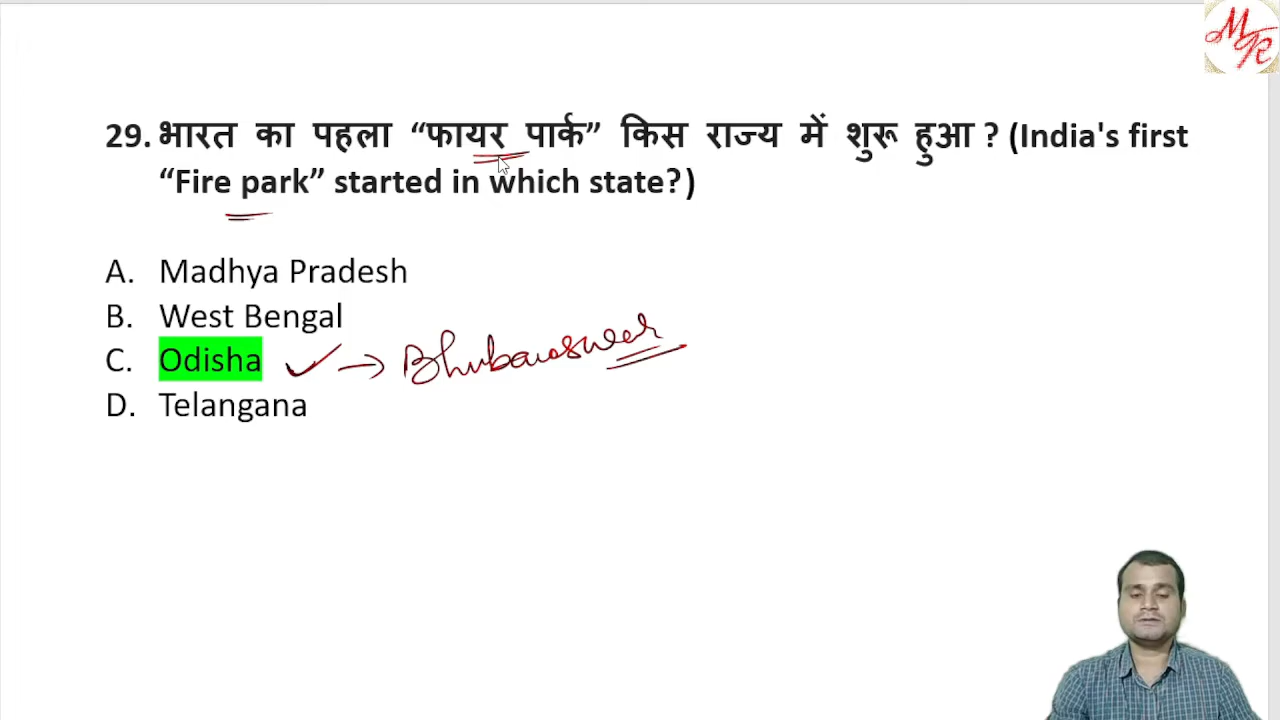 MR
29. भारत का पहला “फायर पार्क” किस राज्य में शुरू हुआ ? (India's first
“Fire park” started in which state?)
A. Madhya Pradesh
B. West Bengal
C. Odisha → Bhubaneswar
D. Telangana